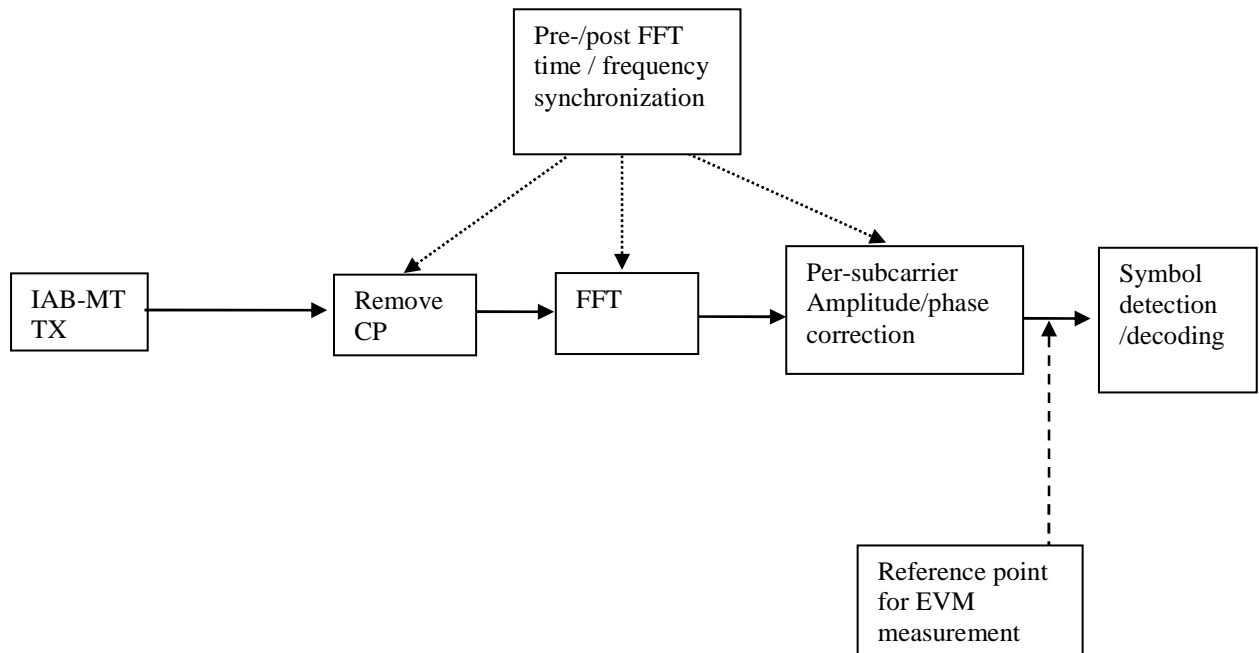 Pre-/post FFT
time / frequency
synchronization
IAB-MT
TX
Remove
CP
FFT
Per-subcarrier
Amplitude/phase
correction
Symbol
detection
/decoding
Reference point
for EVM
measurement